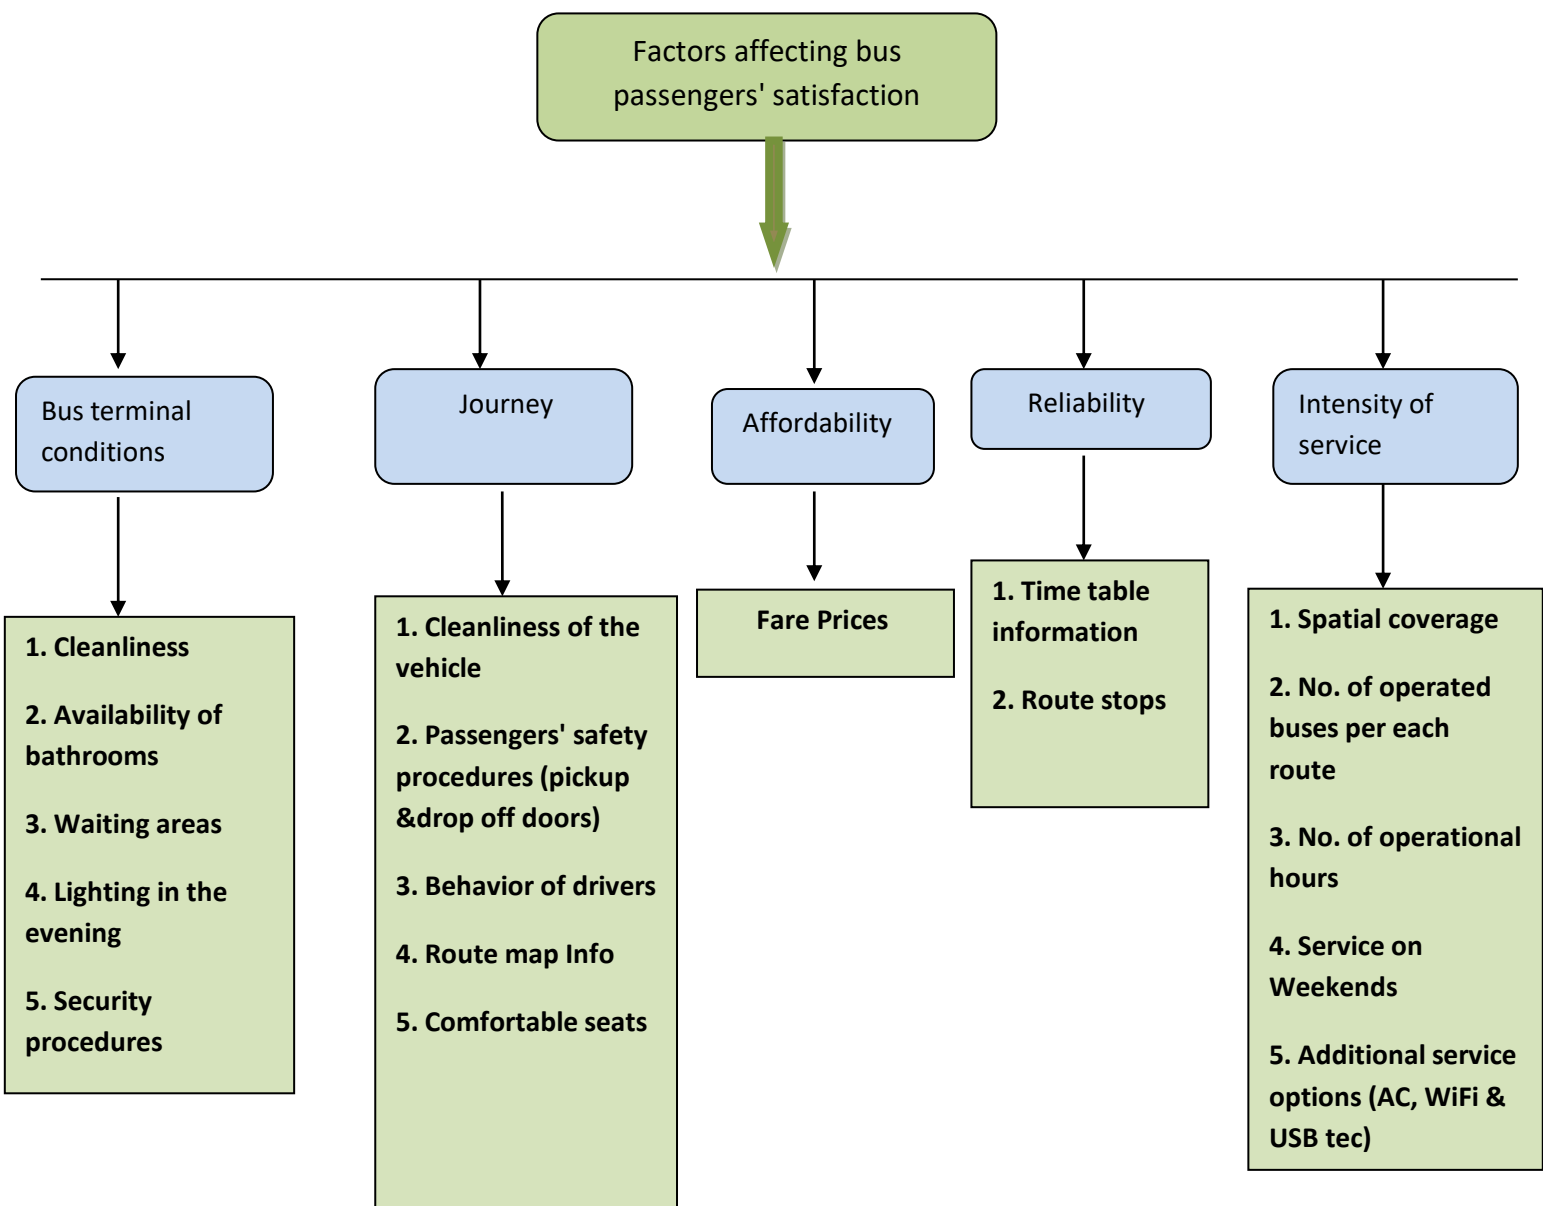 Factors affecting bus
passengers' satisfaction
Bus terminal
conditions
Journey
Affordability
Reliability
Intensity of
service
1. Cleanliness
2. Availability of
bathrooms
3. Waiting areas
4. Lighting in the
evening
5. Security
procedures
1. Cleanliness of the
vehicle
2. Passengers' safety
procedures (pickup
&drop off doors)
3. Behavior of drivers
4. Route map Info
5. Comfortable seats
Fare Prices
1. Time table
information
2. Route stops
1. Spatial coverage
2. No. of operated
buses per each
route
3. No. of operational
hours
4. Service on
Weekends
5. Additional service
options (AC, WiFi &
USB tec)